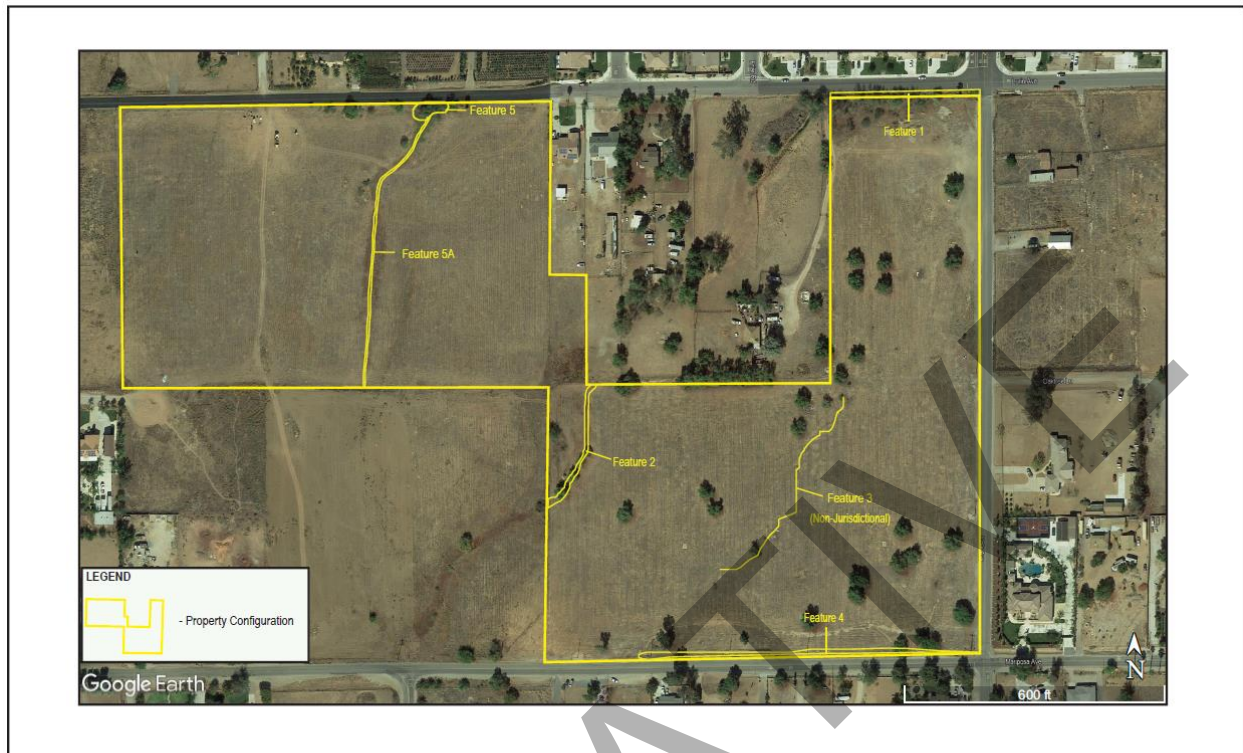 Feature 5
Feature 1
Feature 5A
Feature 2
Feature 3
(Non-Jurisdictional)
Feature 4
LEGEND
- Property Configuration
Mariposa Ave
Google Earth
N
600 ft
ATIVE